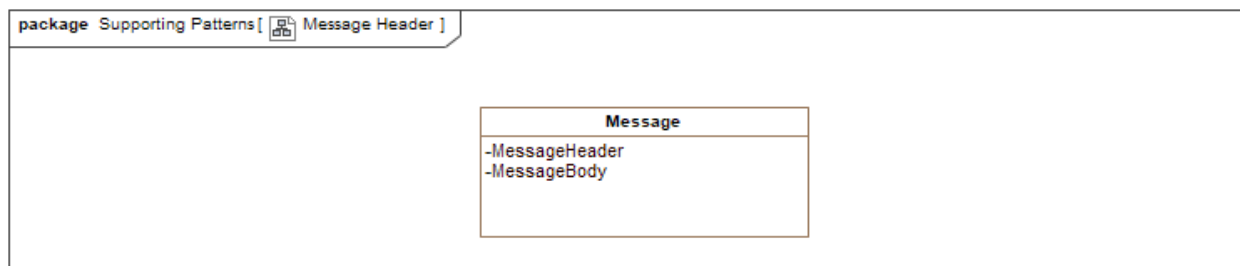 package Supporting Patterns[ Message Header ]
Message
-MessageHeader
-MessageBody